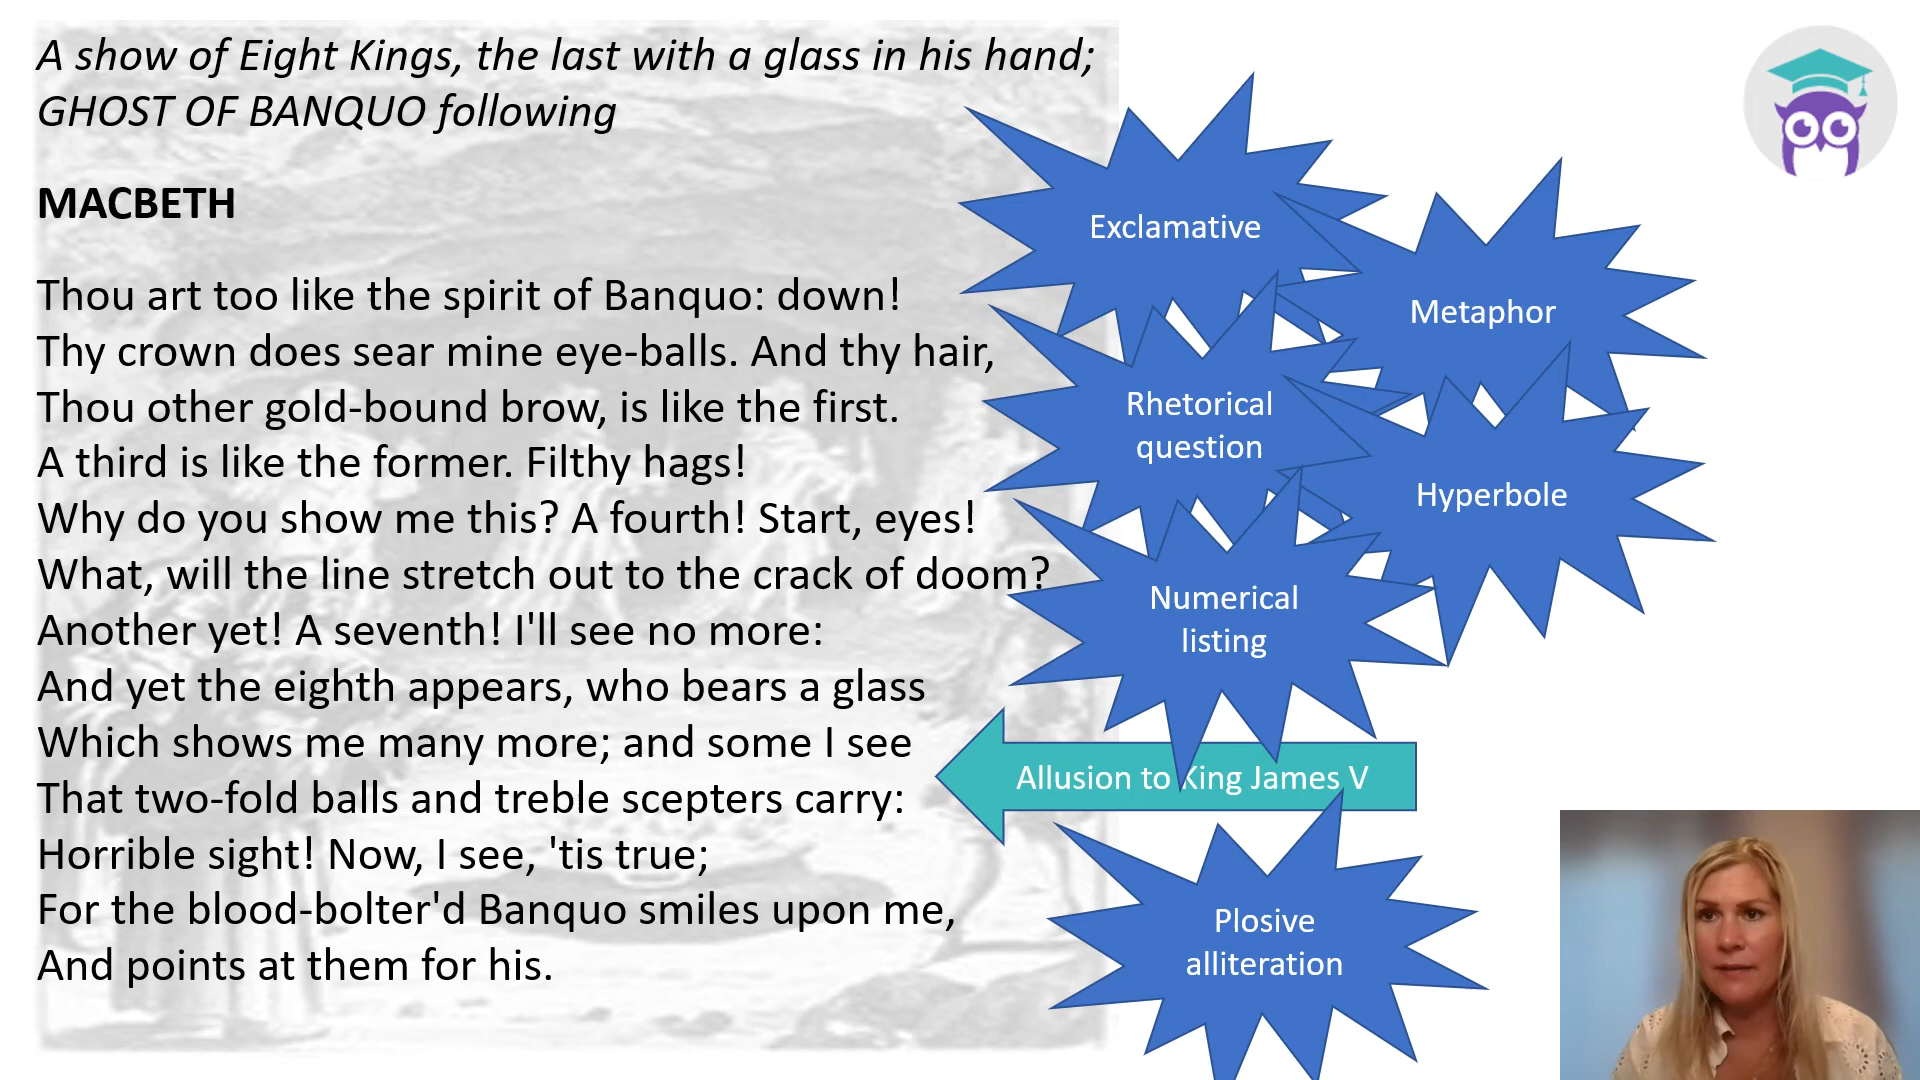 A show of Eight Kings, the last with a glass in his hand;
GHOST OF BANQUO following
MACBETH
Thou art too like the spirit of Banquo: down!
Thy crown does sear mine eye-balls. And thy hair,
Thou other gold-bound brow, is like the first.
A third is like the former. Filthy hags!
Why do you show me this? A fourth! Start, eyes!
What, will the line stretch out to the crack of doom?
Another yet! A seventh! I'll see no more:
And yet the eighth appears, who bears a glass
Which shows me many more; and some I see
That two-fold balls and treble scepters carry:
Horrible sight! Now, I see, 'tis true;
For the blood-bolter'd Banquo smiles upon me,
And points at them for his.
Exclamative
Metaphor
Rhetorical
question
Hyperbole
Numerical
listing
Allusion to King James V
Plosive
alliteration